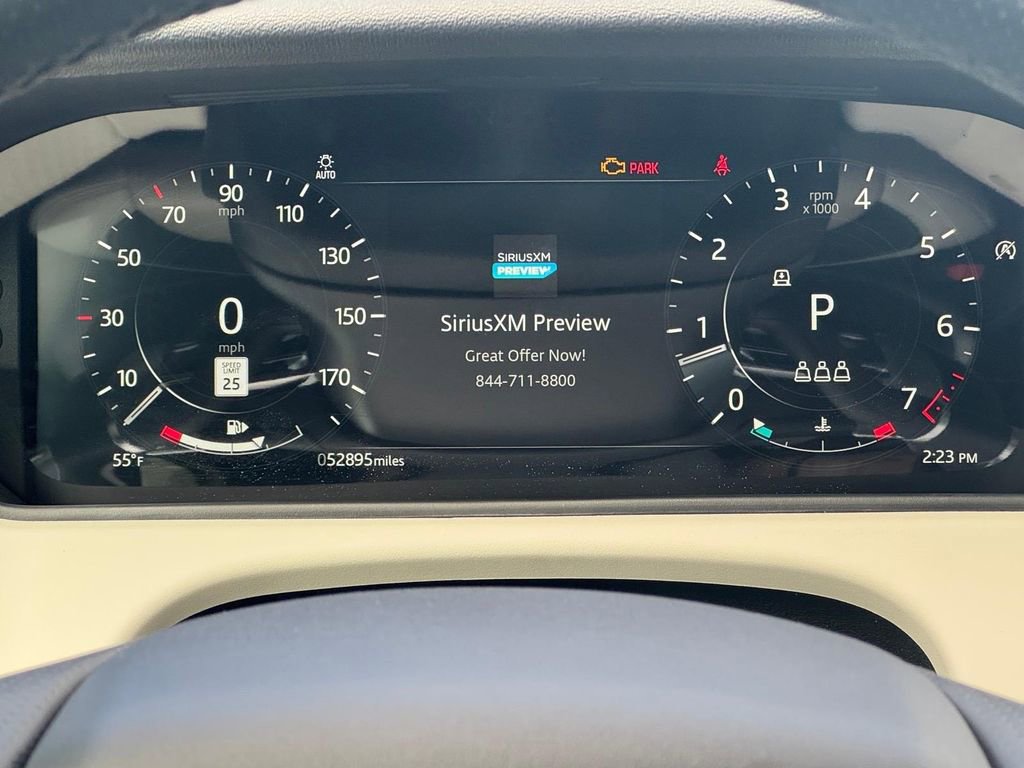 AUTO
PARK
10
30
50
70
90
mph
110
130
150
170
0
mph
SPEED
LIMIT
25
SIRIUSXM
PREVIEW
SiriusXM Preview
Great Offer Now!
844-711-8800
0
1
2
3
rpm
x 1000
4
5
6
7
P
55°F
052895miles
2:23 PM